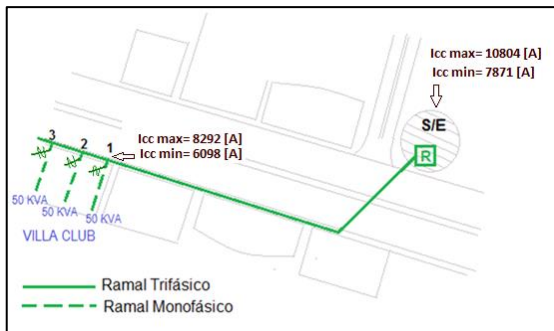 Icc max= 10804 [A]
Icc min= 7871 [A]
S/E
R
3
2
1
Icc max= 8292 [A]
Icc min= 6098 [A]
50 KVA
50 KVA
50 KVA
VILLA CLUB
Ramal Trifásico
Ramal Monofásico